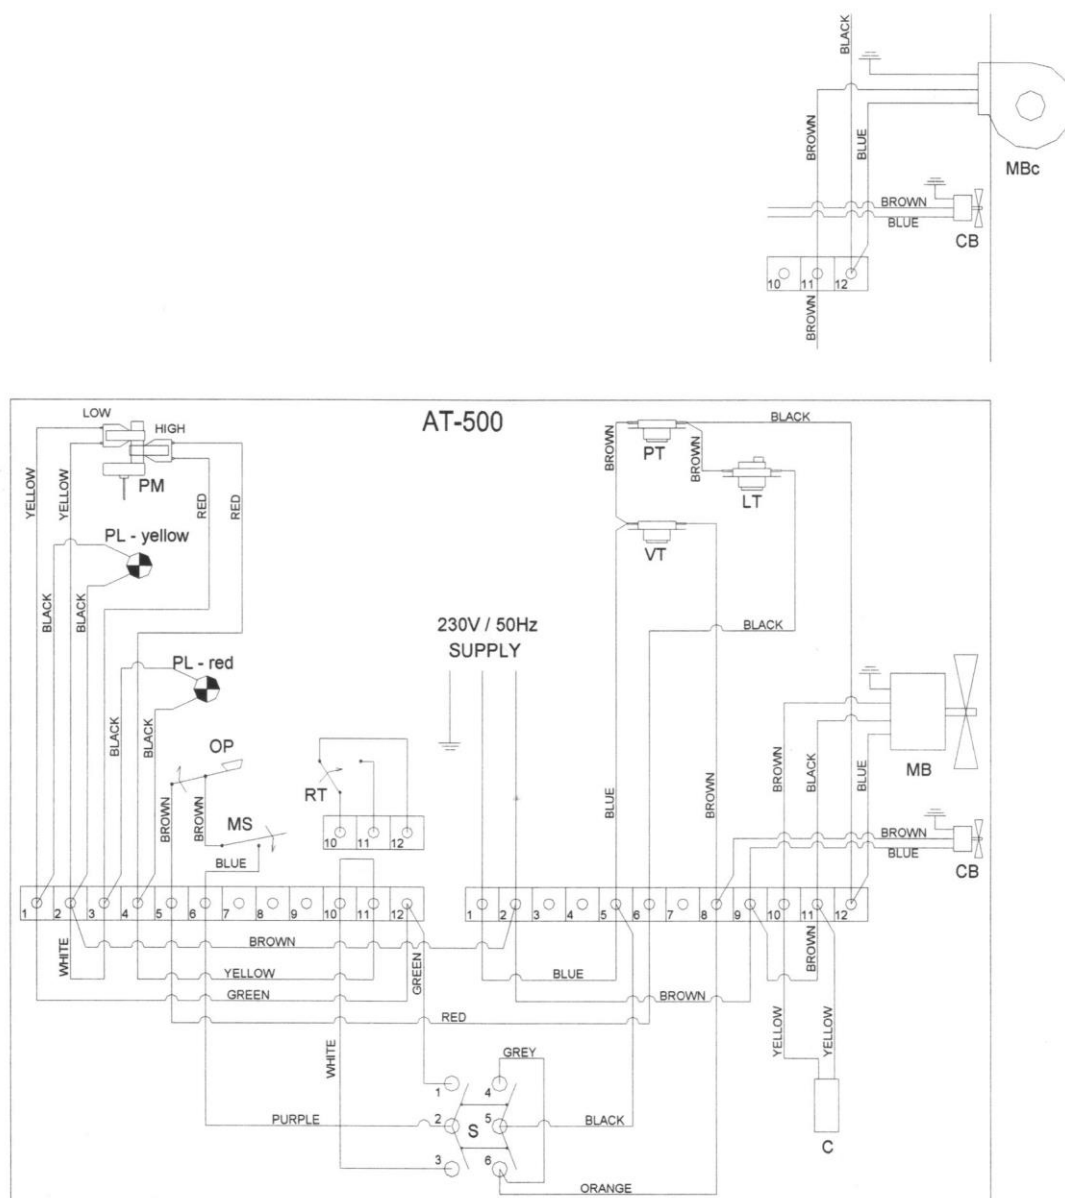 BLACK
BROWN
BLUE
MBc
BROWN
BLUE
CB
10 11 12
BROWN
AT-500
LOW
HIGH
PM
YELLOW
YELLOW
RED
RED
PL - yellow
BLACK
BLACK
PL - red
BLACK
BLACK
OP
BROWN
BROWN
MS
BLUE
RT
10 11 12
230V / 50Hz
SUPPLY
BROWN
PT
BROWN
BLACK
LT
VT
BLACK
BLUE
BROWN
BROWN
BLACK
BLUE
MB
BROWN
BLUE
CB
1 2 3 4 5 6 7 8 9 10 11 12
1 2 3 4 5 6 7 8 9 10 11 12
WHITE
BROWN
YELLOW
GREEN
GREEN
BLUE
BROWN
BROWN
RED
WHITE
YELLOW
YELLOW
GREY
1 4
PURPLE
2 S 5
BLACK
3 6
ORANGE
C